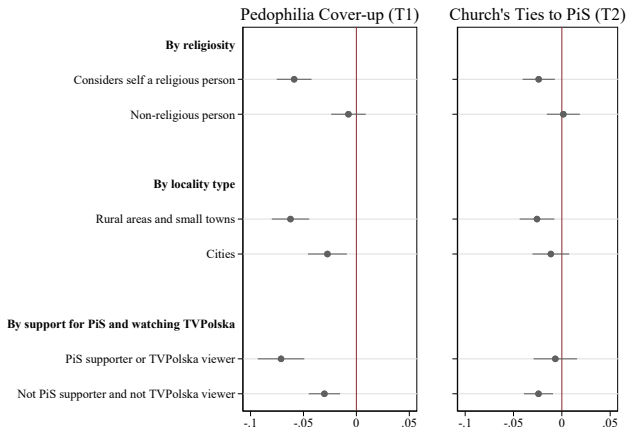 Pedophilia Cover-up (T1) Church's Ties to PiS (T2)
By religiosity
Considers self a religious person
Non-religious person
By locality type
Rural areas and small towns
Cities
By support for PiS and watching TVPolska
PiS supporter or TVPolska viewer
Not PiS supporter and not TVPolska viewer
-.1 -.05 0 .05 -.1 -.05 0 .05